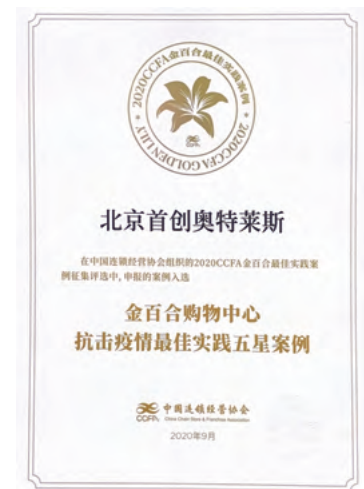 2020CCFA金百合最佳实践案例
2020CCFA GOLDEN LILY
北京首创奥特莱斯
在中国连锁经营协会组织的2020CCFA金百合最佳实践案
例征集评选中,申报的案例入选
金百合购物中心
抗击疫情最佳实践五星案例
CCFA
中国连锁经营协会
China Chain Store & Franchise Association
2020年9月